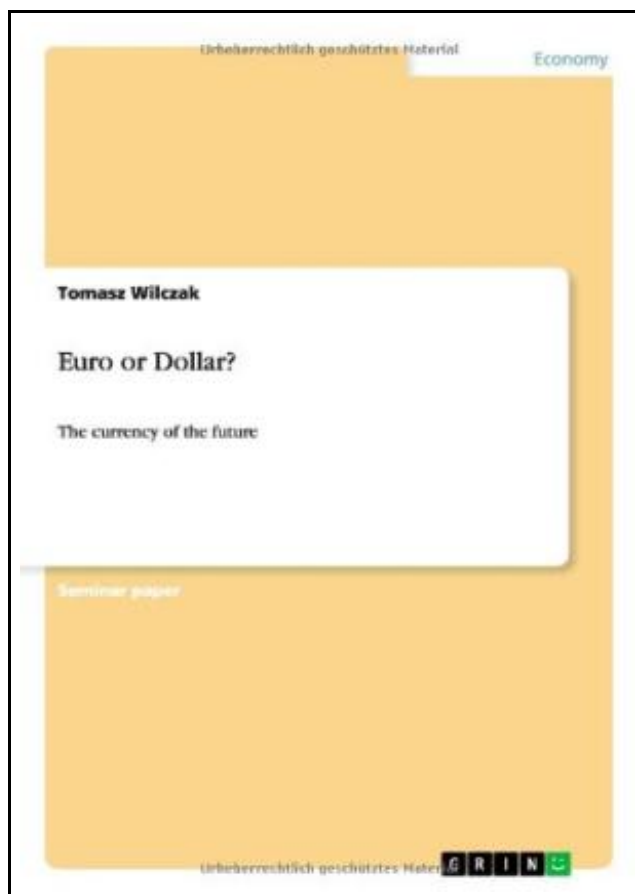 Urheberrechtlich geschütztes Material
Economy
Tomasz Wilczak
Euro or Dollar?
The currency of the future
Seminar paper
Urheberrechtlich geschütztes Mater
G R I N